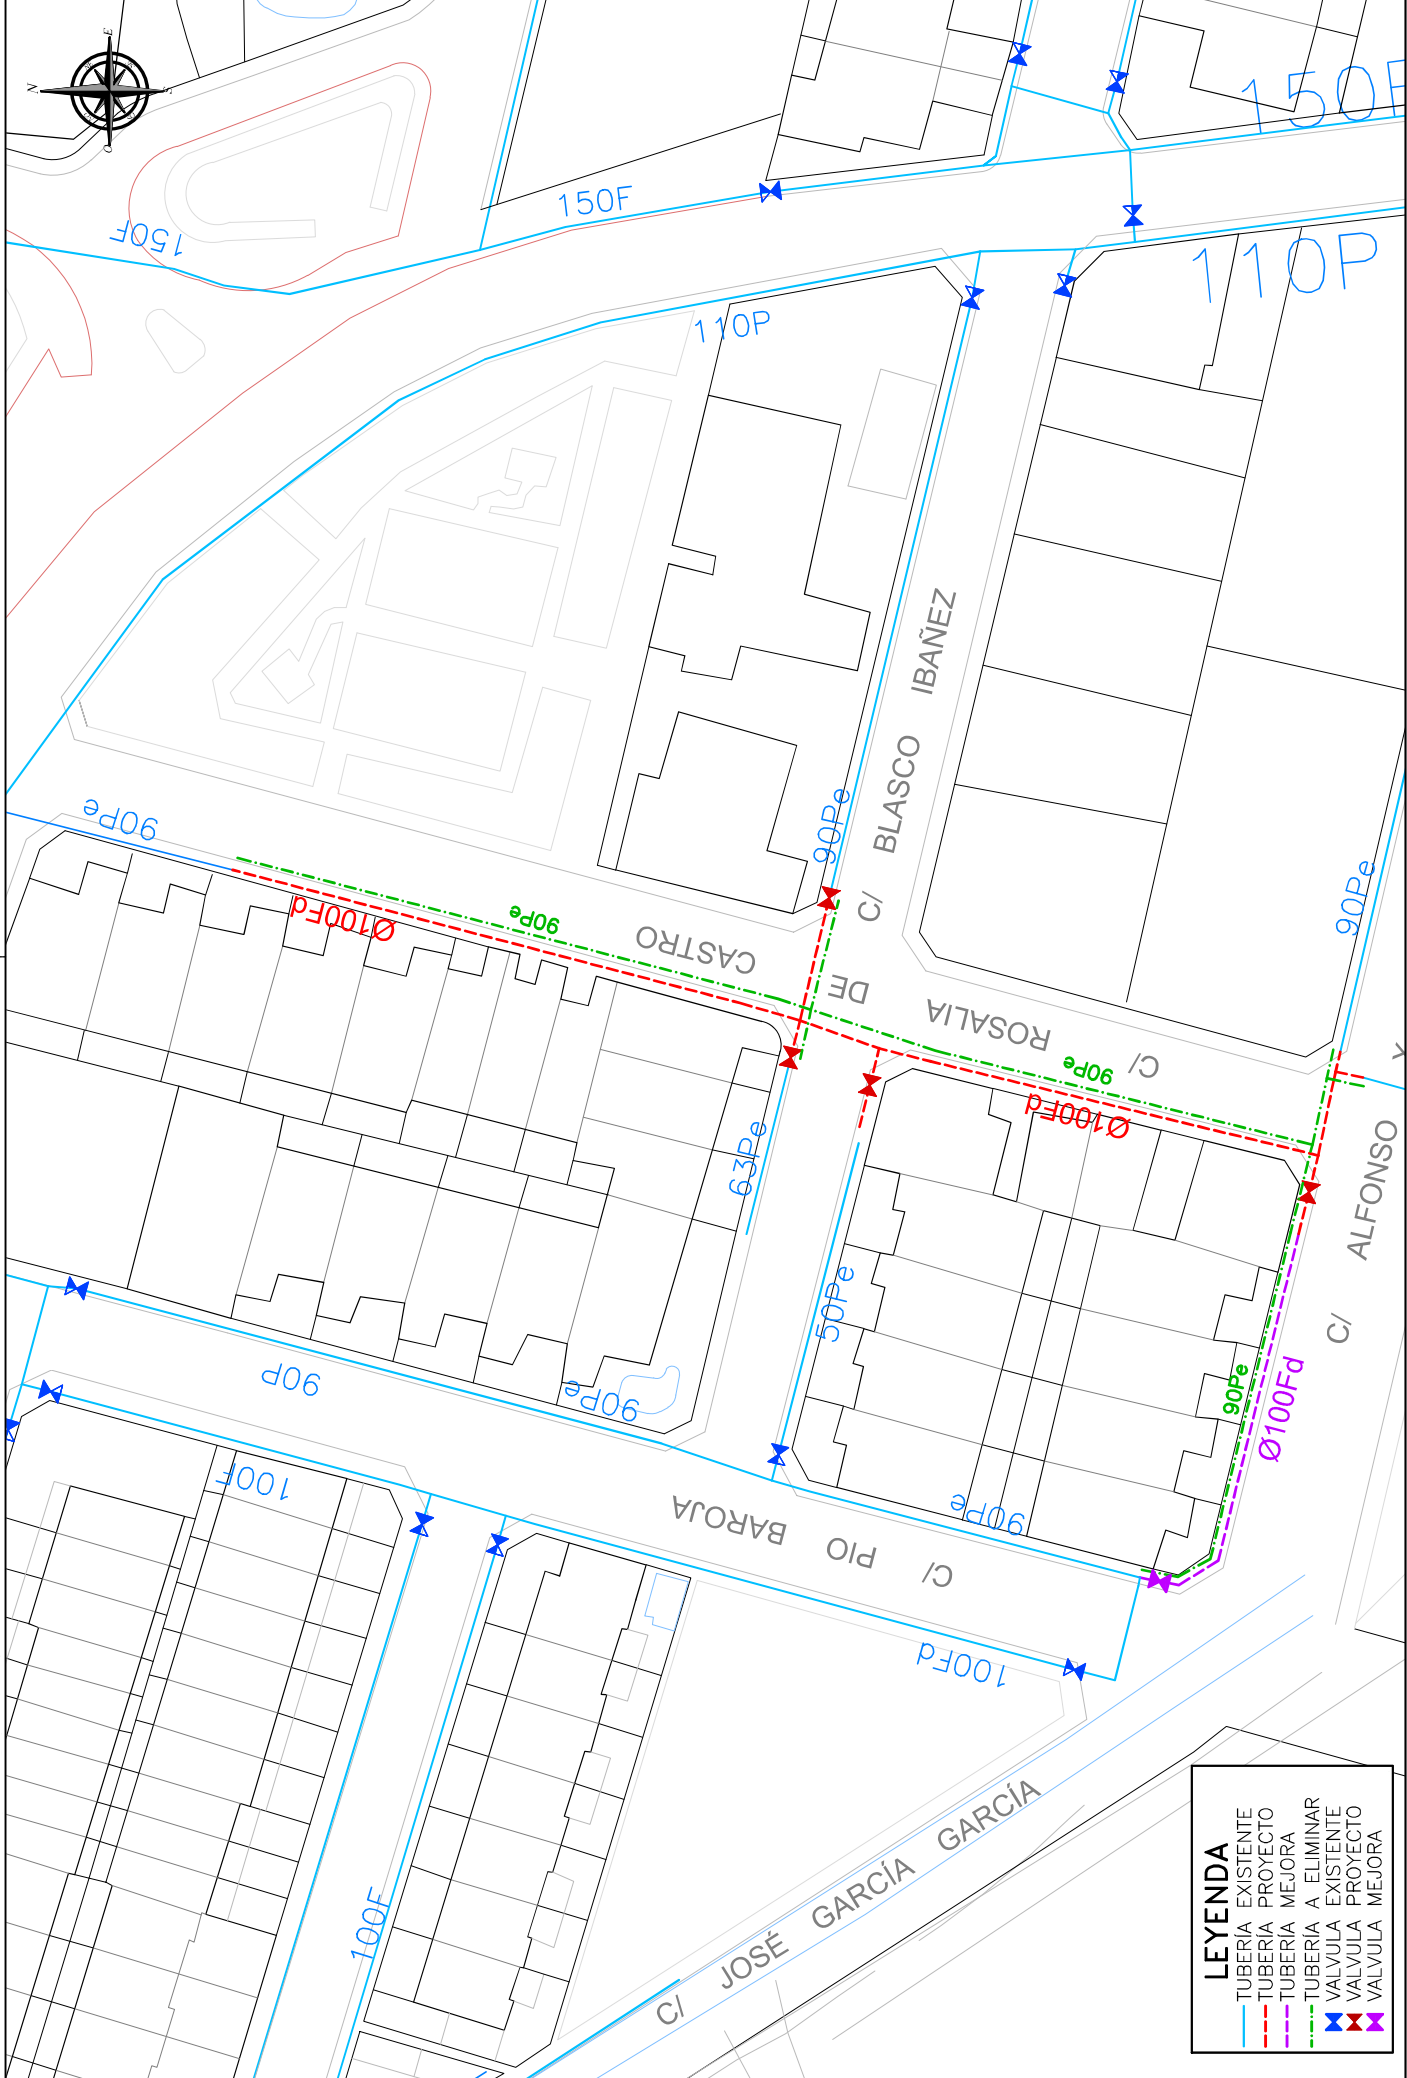 N
E
S
O
150F
150F
150F
110P
110P
90Pe
Ø100Fd
90Pe
90Pe
90Pe
C/ BLASCO IBAÑEZ
C/ ROSALIA DE CASTRO
90Pe
Ø100Fd
63Pe
50Pe
C/ ALFONSO X
90Pe
Ø100Fd
90P
90Pe
90Pe
100F
C/ PIO BAROJA
100Fd
100F
C/ JOSÉ GARCÍA GARCÍA
LEYENDA
TUBERÍA EXISTENTE
TUBERÍA PROYECTO
TUBERÍA MEJORA
TUBERÍA A ELIMINAR
VALVULA EXISTENTE
VALVULA PROYECTO
VALVULA MEJORA